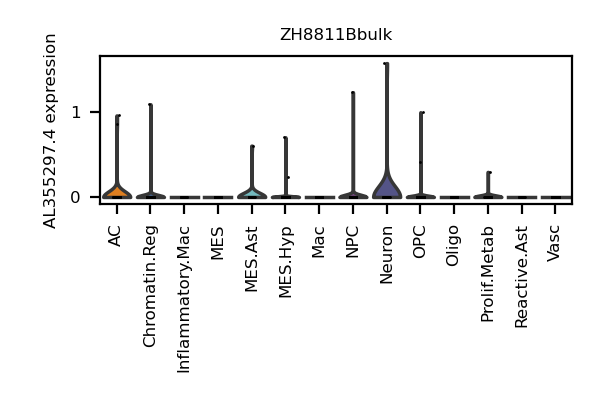 ZH8811Bbulk
AL355297.4 expression
1
0
AC
Chromatin.Reg
Inflammatory.Mac
MES
MES.Ast
MES.Hyp
Mac
NPC
Neuron
OPC
Oligo
Prolif.Metab
Reactive.Ast
Vasc